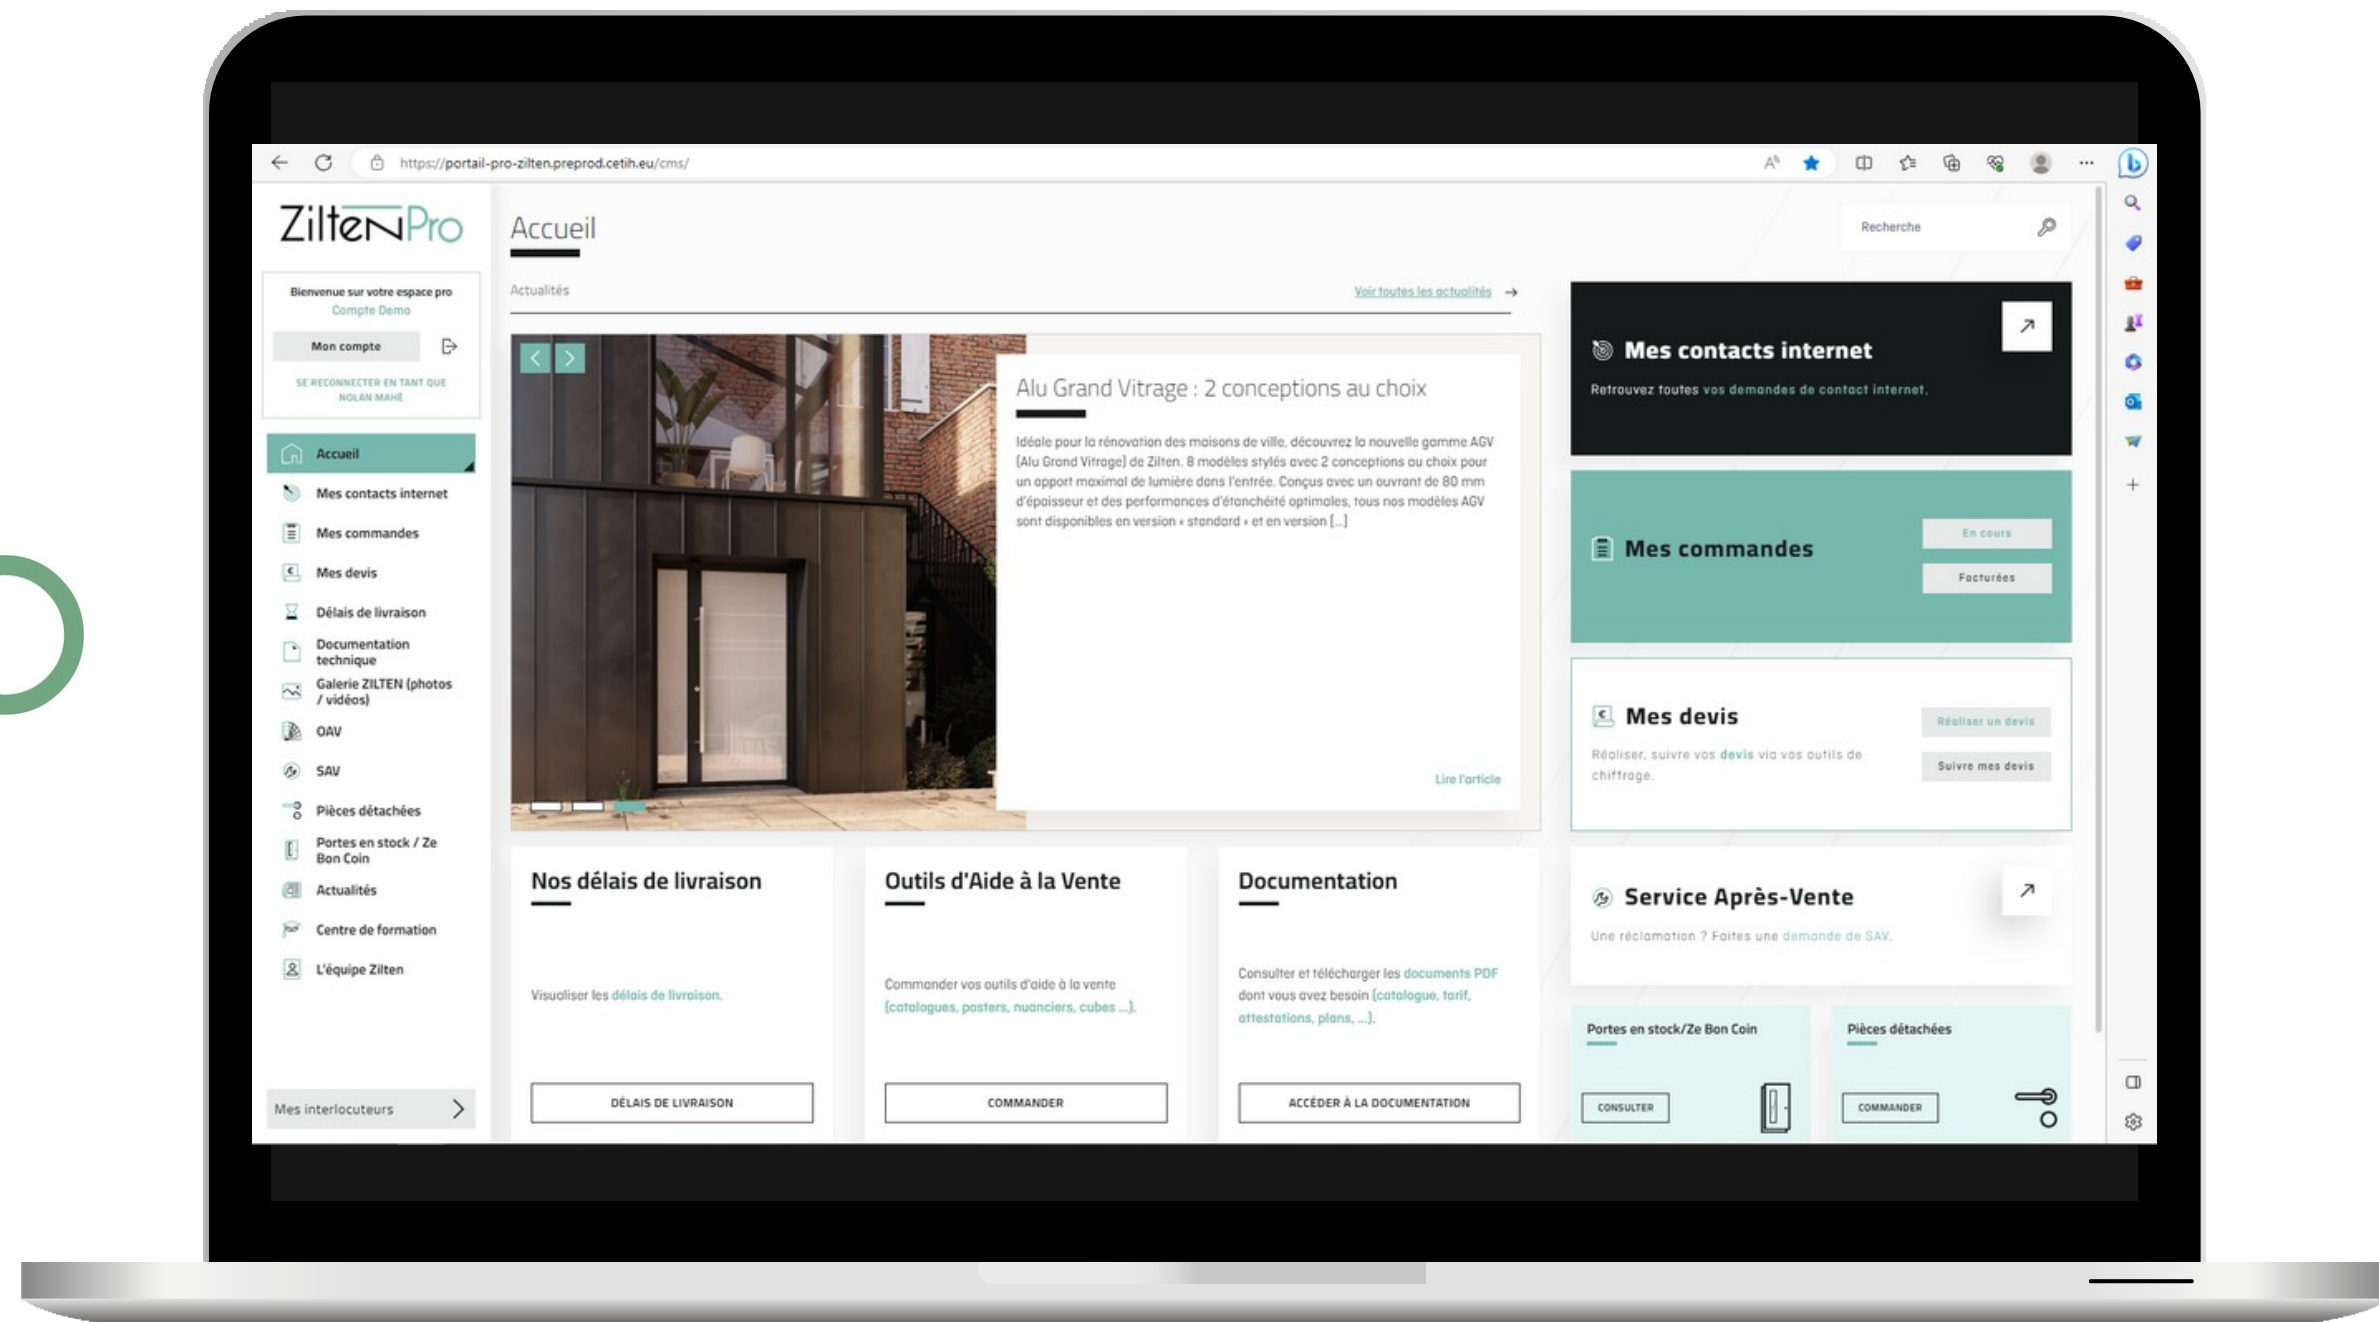 https://portail-pro-zilten.preprod.cetih.eu/cms/
ZiltenPro
Bienvenue sur votre espace pro
Compte Demo
Mon compte
SE RECONNECTER EN TANT QUE
NOLAN MAHÉ
Accueil
Mes contacts internet
Mes commandes
Mes devis
Délais de livraison
Documentation
technique
Galerie ZILTEN (photos
/ vidéos)
OAV
SAV
Pièces détachées
Portes en stock / Ze
Bon Coin
Actualités
Centre de formation
L'équipe Zilten
Mes interlocuteurs
Accueil
Recherche
Actualités
Voir toutes les actualités
Alu Grand Vitrage : 2 conceptions au choix
Idéale pour la rénovation des maisons de ville, découvrez la nouvelle gamme AGV
(Alu Grand Vitrage) de Zilten. 8 modèles stylés avec 2 conceptions au choix pour
un apport maximal de lumière dans l'entrée. Conçus avec un ouvrant de 80 mm
d'épaisseur et des performances d'étanchéité optimales, tous nos modèles AGV
sont disponibles en version « standard » et en version [...]
Lire l'article
Mes contacts internet
Retrouvez toutes vos demandes de contact internet.
Mes commandes
En cours
Facturées
Mes devis
Réaliser, suivre vos devis via vos outils de
chiffrage.
Réaliser un devis
Suivre mes devis
Nos délais de livraison
Visualiser les délais de livraison.
DÉLAIS DE LIVRAISON
Outils d'Aide à la Vente
Commander vos outils d'aide à la vente
(catalogues, posters, nuanciers, cubes ...).
COMMANDER
Documentation
Consulter et télécharger les documents PDF
dont vous avez besoin (catalogue, tarif,
attestations, plans, ...).
ACCÉDER À LA DOCUMENTATION
Service Après-Vente
Une réclamation ? Faites une demande de SAV.
Portes en stock/Ze Bon Coin
CONSULTER
Pièces détachées
COMMANDER